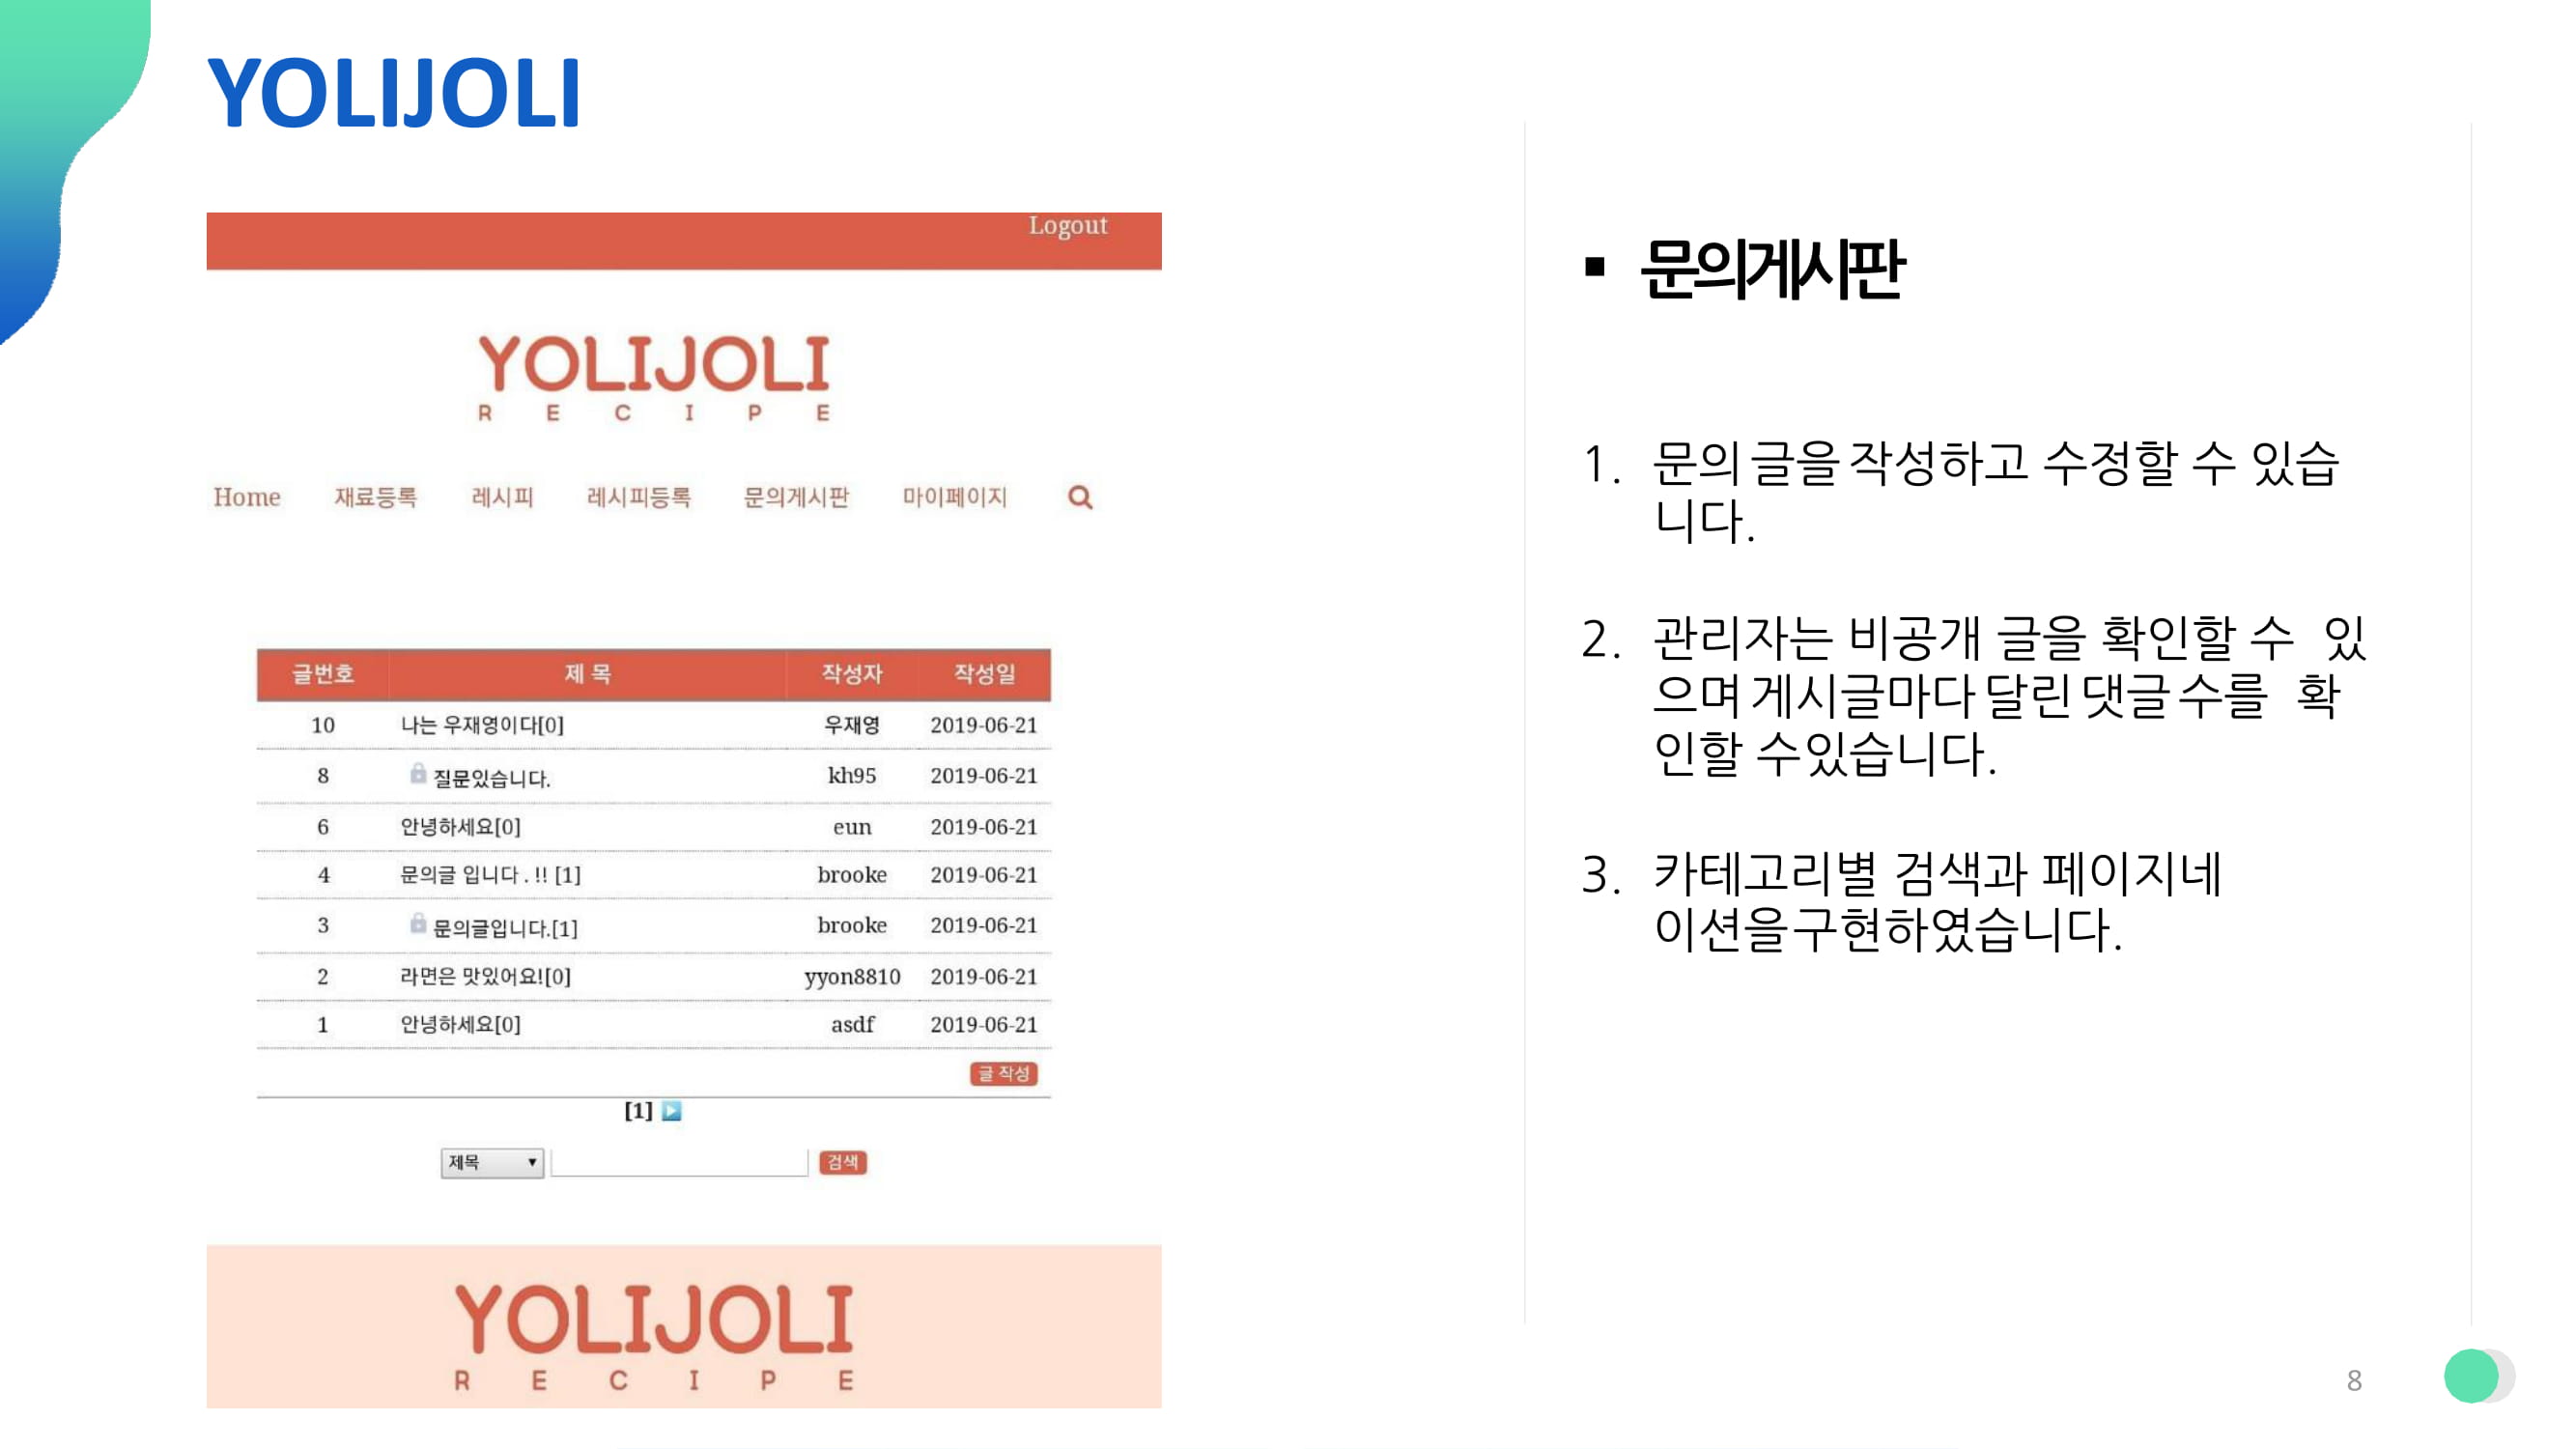 YOLIJOLI
Logout
YOLIJOLI
R E C I P E
Home 재료등록 레시피 레시피등록 문의게시판 마이페이지
글번호 제 목 작성자 작성일
10 나는 우재영이다[0] 우재영 2019-06-21
8 질문있습니다. kh95 2019-06-21
6 안녕하세요[0] eun 2019-06-21
4 문의글 입니다 . !! [1] brooke 2019-06-21
3 문의글입니다.[1] brooke 2019-06-21
2 라면은 맛있어요![0] yyon8810 2019-06-21
1 안녕하세요[0] asdf 2019-06-21
글 작성
[1]
제목 ▼ 검색
YOLIJOLI
R E C I P E
▪ 문의게시판
1. 문의 글을 작성하고 수정할 수 있습
니다.
2. 관리자는 비공개 글을 확인할 수 있
으며 게시글마다 달린 댓글 수를 확
인할 수있습니다.
3. 카테고리별 검색과 페이지네
이션을 구현하였습니다.
8